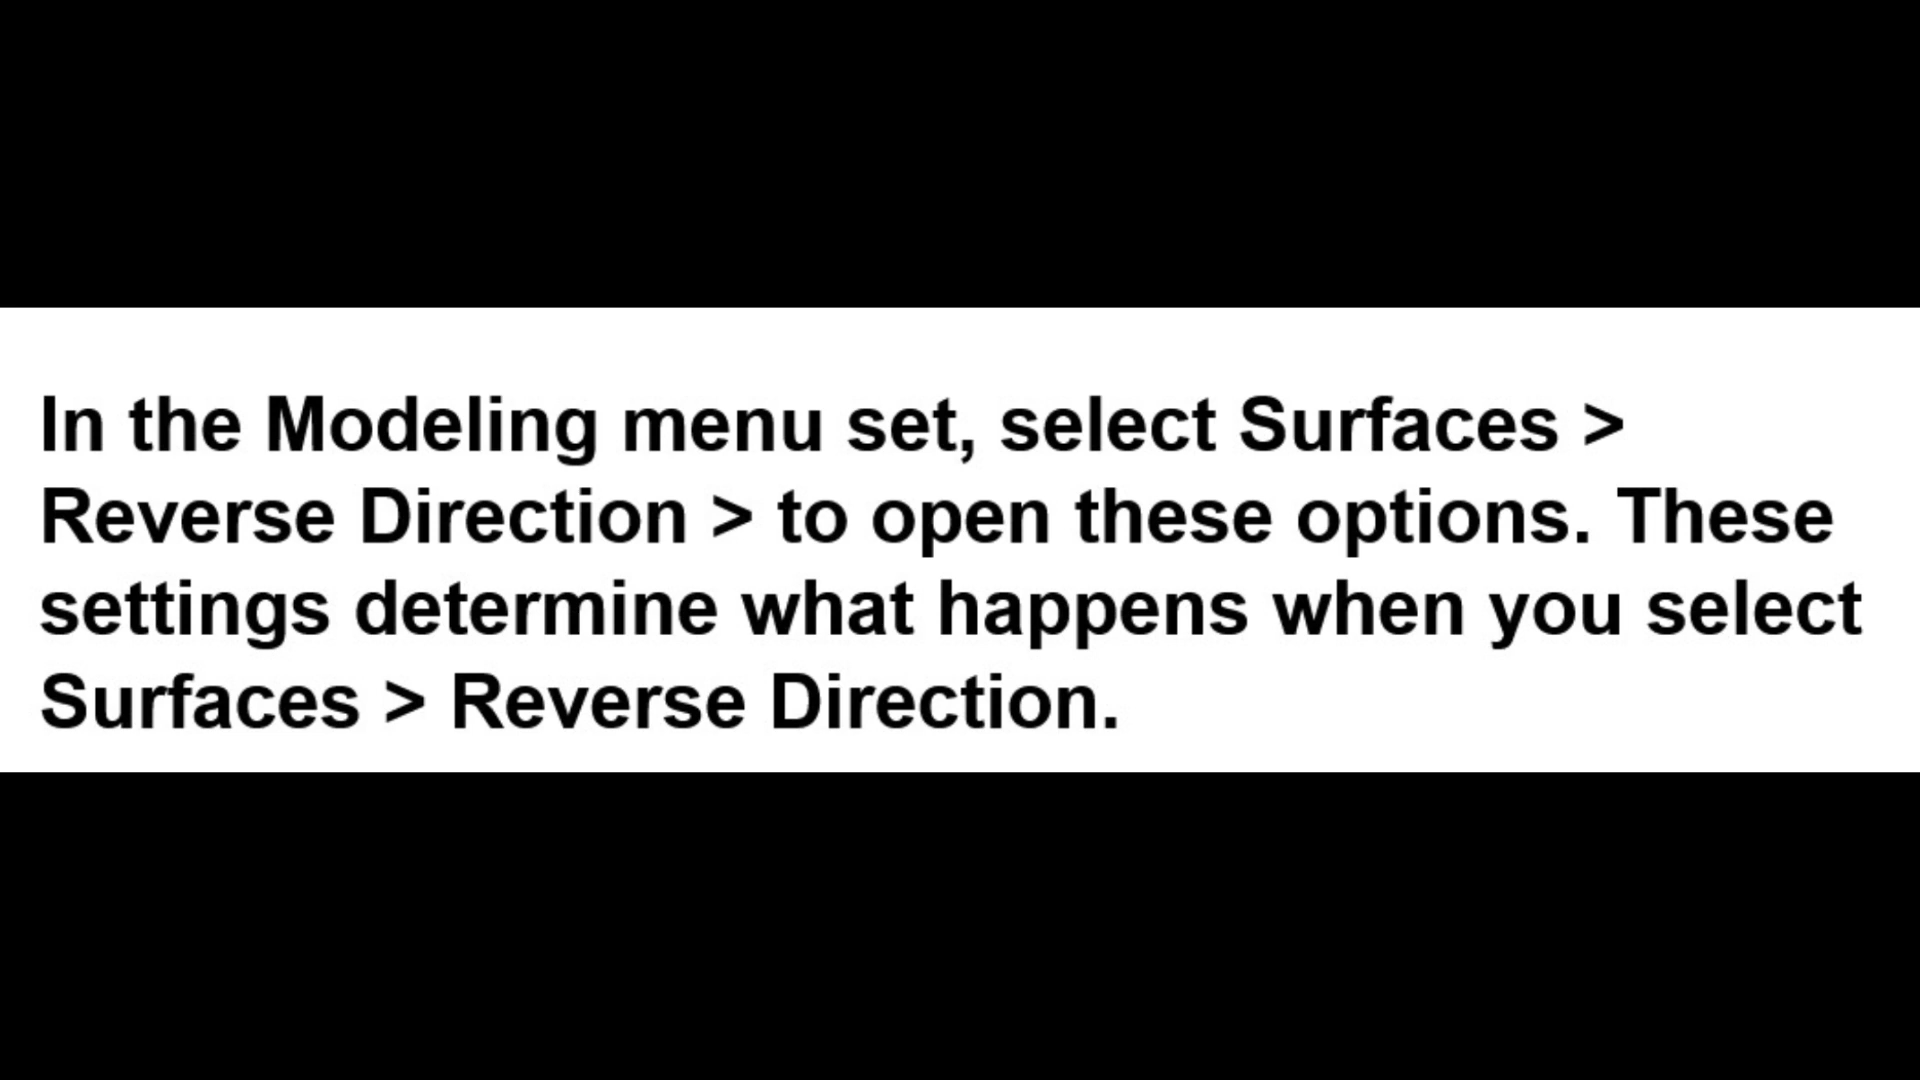 In the Modeling menu set, select Surfaces >
Reverse Direction > to open these options. These
settings determine what happens when you select
Surfaces > Reverse Direction.